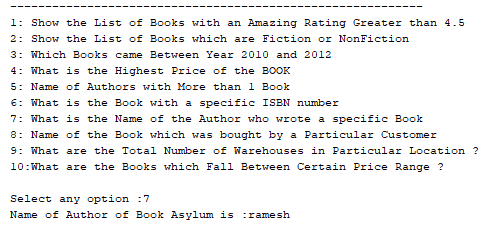 ------------------------------------------------------------
1: Show the List of Books with an Amazing Rating Greater than 4.5
2: Show the List of Books which are Fiction or NonFiction
3: Which Books came Between Year 2010 and 2012
4: What is the Highest Price of the BOOK
5: Name of Authors with More than 1 Book
6: What is the Book with a specific ISBN number
7: What is the Name of the Author who wrote a specific Book
8: Name of the Book which was bought by a Particular Customer
9: What are the Total Number of Warehouses in Particular Location ?
10:What are the Books which Fall Between Certain Price Range ?
Select any option :7
Name of Author of Book Asylum is :ramesh